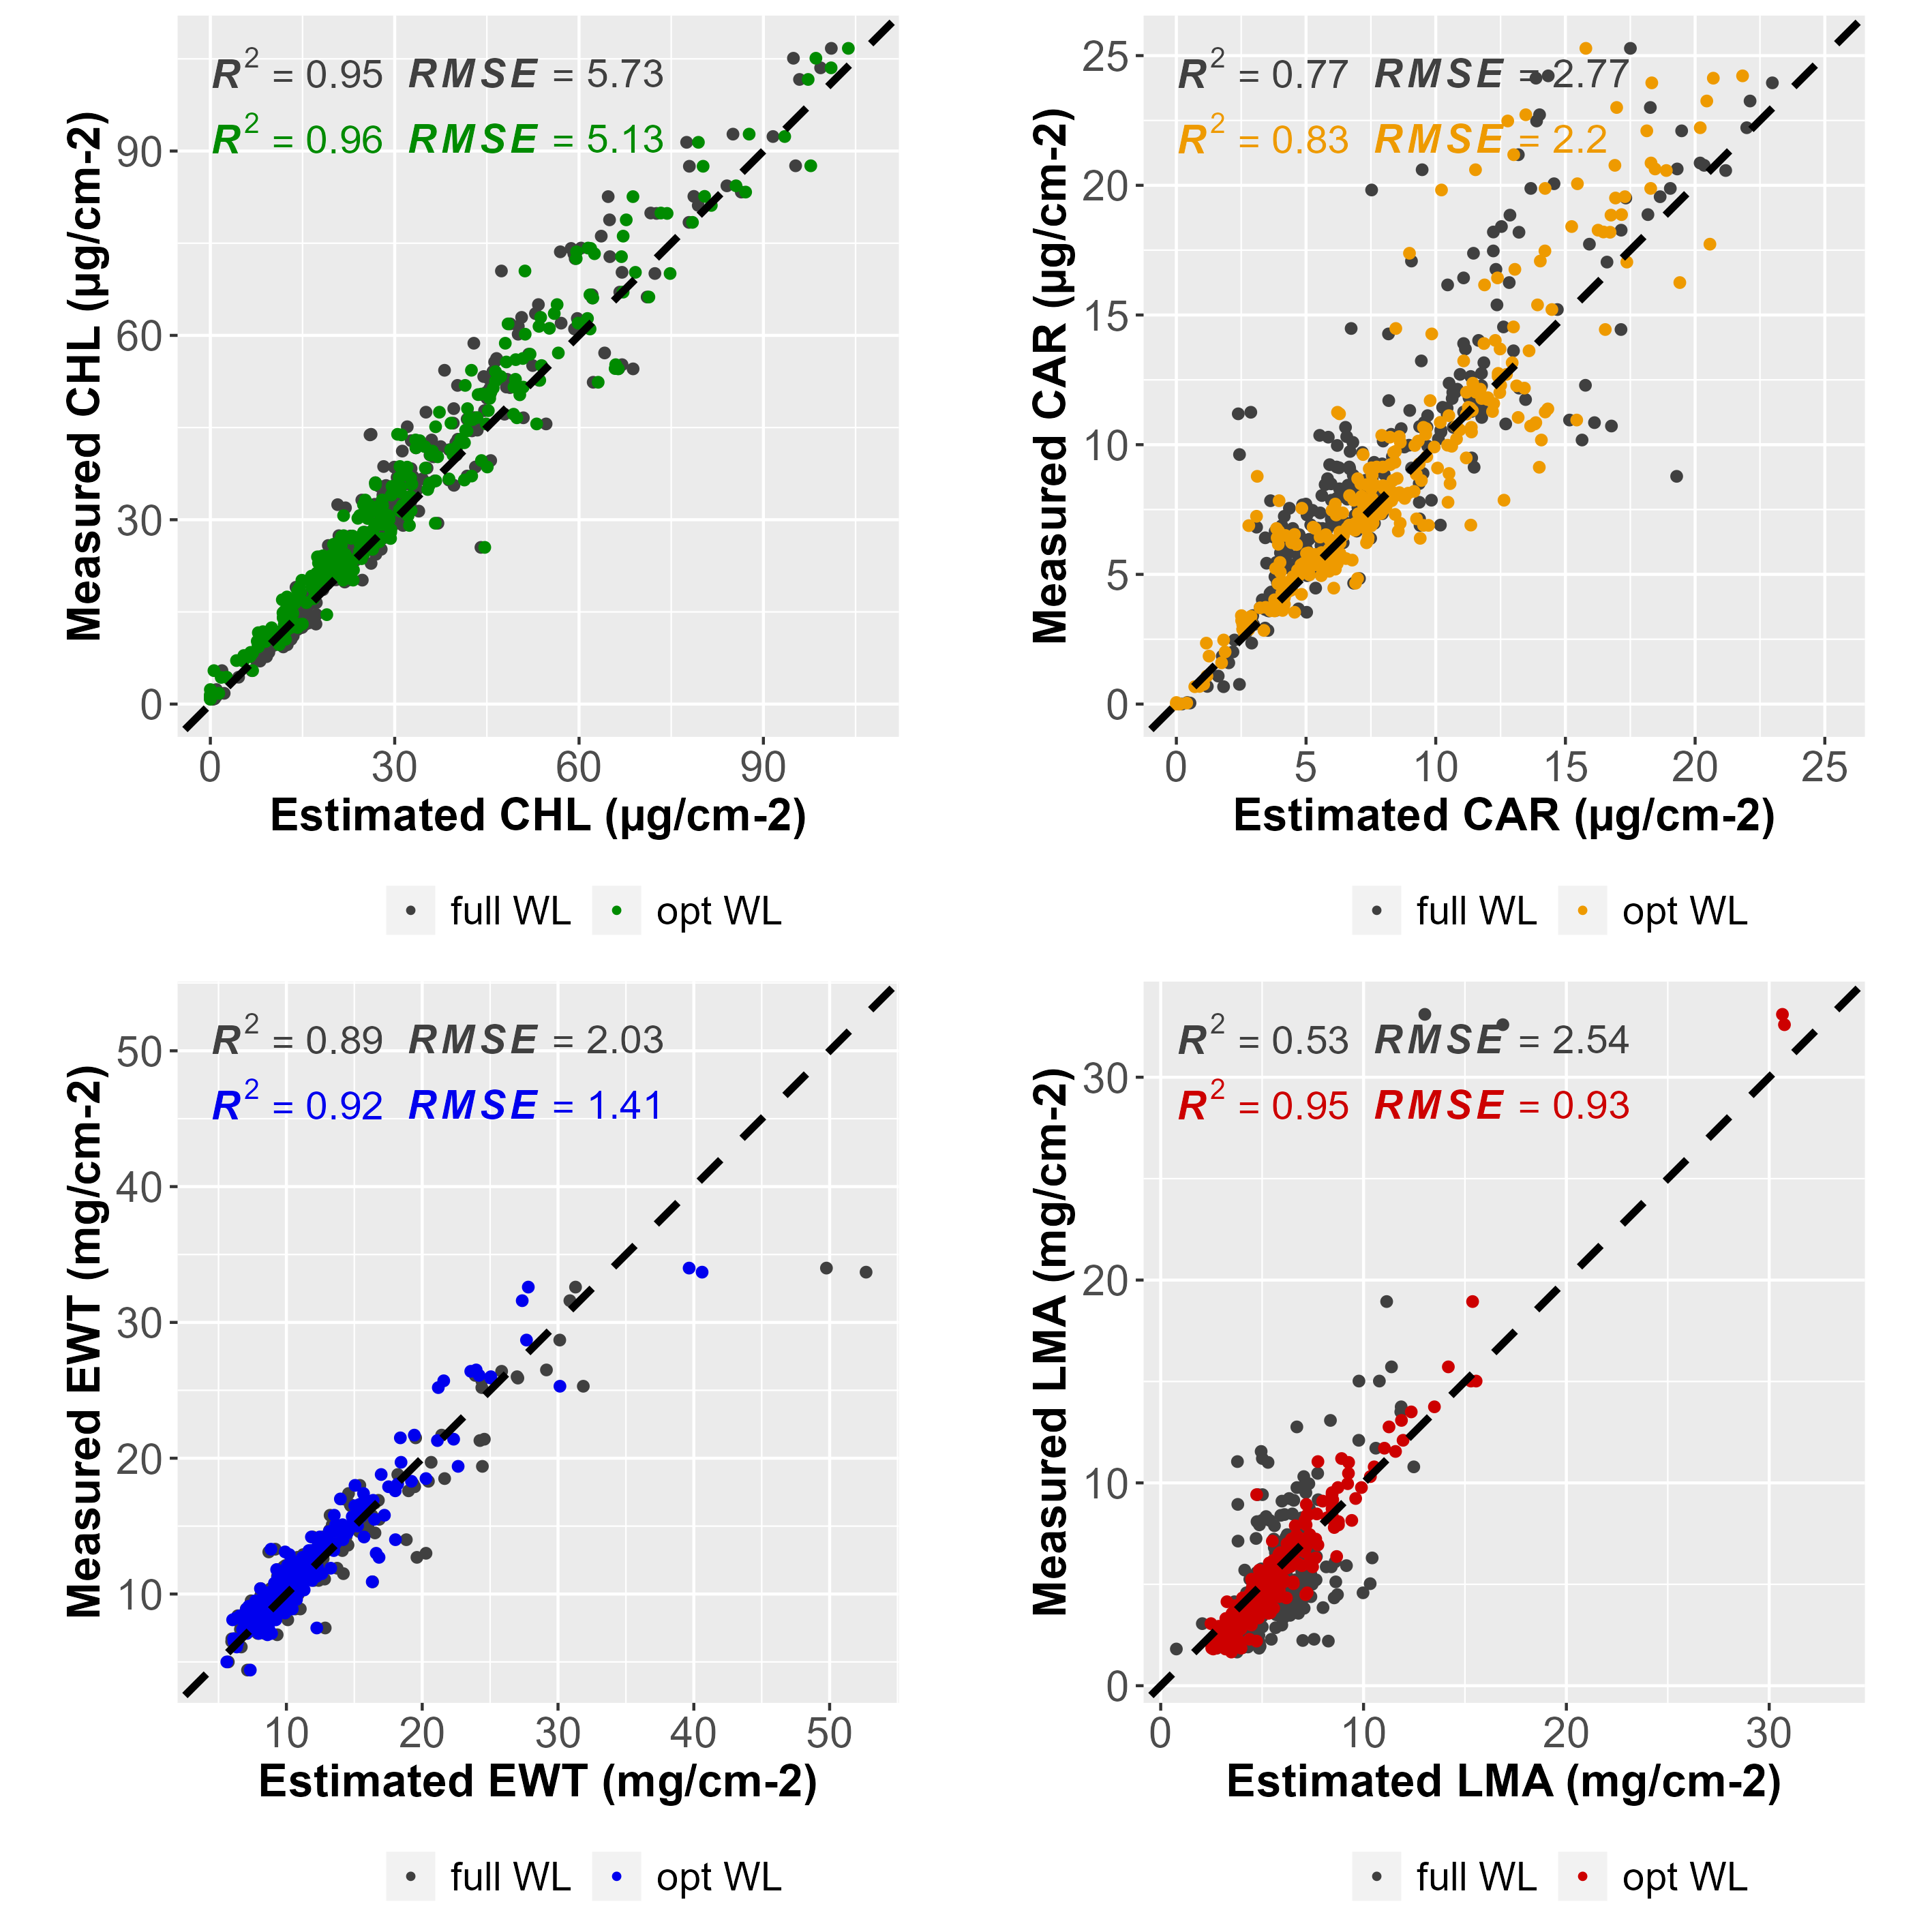 R2 = 0.95 RMSE = 5.73
R2 = 0.96 RMSE = 5.13
Measured CHL (µg/cm-2)
90
60
30
0
0 30 60 90
Estimated CHL (µg/cm-2)
full WL opt WL
R2 = 0.77 RMSE = 2.77
R2 = 0.83 RMSE = 2.2
Measured CAR (µg/cm-2)
25
20
15
10
5
0
0 5 10 15 20 25
Estimated CAR (µg/cm-2)
full WL opt WL
R2 = 0.89 RMSE = 2.03
R2 = 0.92 RMSE = 1.41
Measured EWT (mg/cm-2)
50
40
30
20
10
10 20 30 40 50
Estimated EWT (mg/cm-2)
full WL opt WL
R2 = 0.53 RMSE = 2.54
R2 = 0.95 RMSE = 0.93
Measured LMA (mg/cm-2)
30
20
10
0
0 10 20 30
Estimated LMA (mg/cm-2)
full WL opt WL